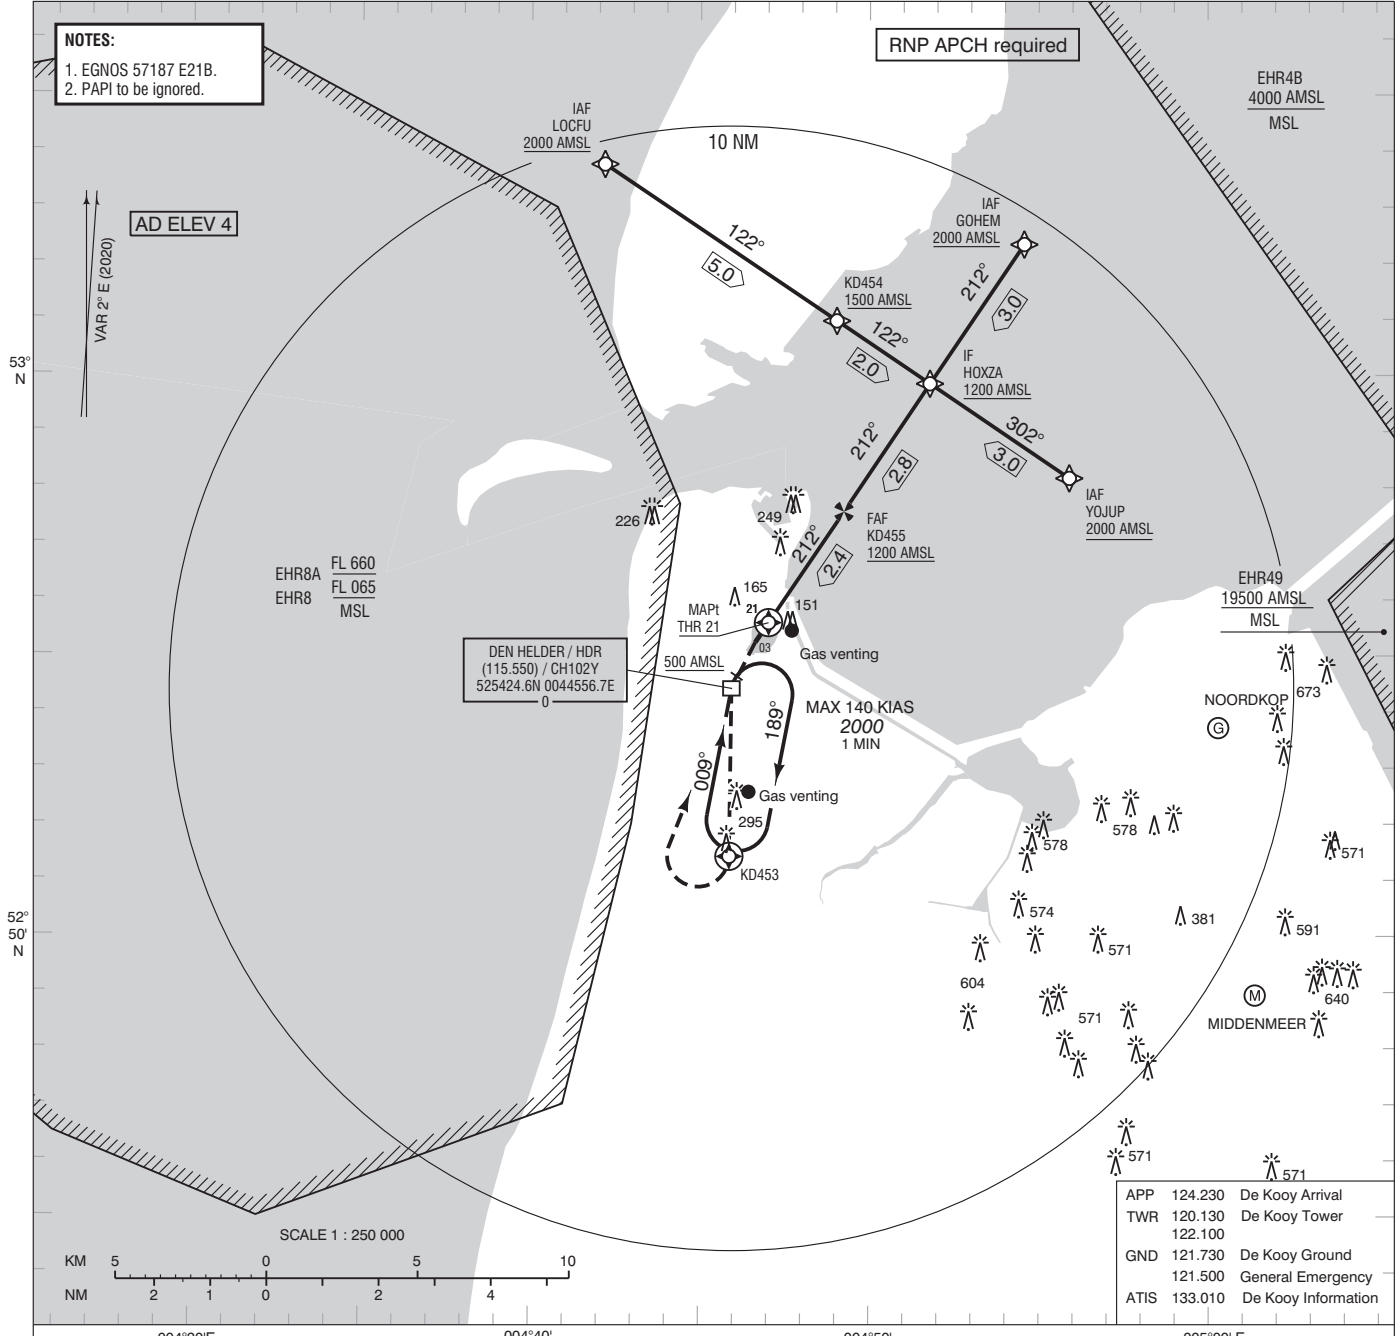 NOTES:
1. EGNOS 57187 E21B.
2. PAPI to be ignored.
RNP APCH required
EHR4B
4000 AMSL
MSL
IAF
LOCFU
2000 AMSL
10 NM
AD ELEV 4
VAR 2° E (2020)
IAF
GOHEM
2000 AMSL
122°
5.0
212°
3.0
KD454
1500 AMSL
122°
2.0
IF
HOXZA
1200 AMSL
53°
N
302°
3.0
212°
2.8
IAF
YOJUP
2000 AMSL
226
249
FAF
KD455
1200 AMSL
212°
2.4
EHR8A
FL 660
FL 065
EHR8
MSL
EHR49
19500 AMSL
MSL
165
151
MAPt
THR 21
21
03
Gas venting
DEN HELDER / HDR
(115.550) / CH102Y
525424.6N 0044556.7E
0
500 AMSL
MAX 140 KIAS
2000
1 MIN
189°
009°
673
NOORDKOP
G
Gas venting
295
KD453
578
578
571
52°
50'
N
574
381
591
571
604
571
M
640
MIDDENMEER
571
571
SCALE 1 : 250 000
KM 5 0 5 10
NM 2 1 0 2 4
APP 124.230 De Kooy Arrival
TWR 120.130 De Kooy Tower
122.100
GND 121.730 De Kooy Ground
121.500 General Emergency
ATIS 133.010 De Kooy Information
004°40'